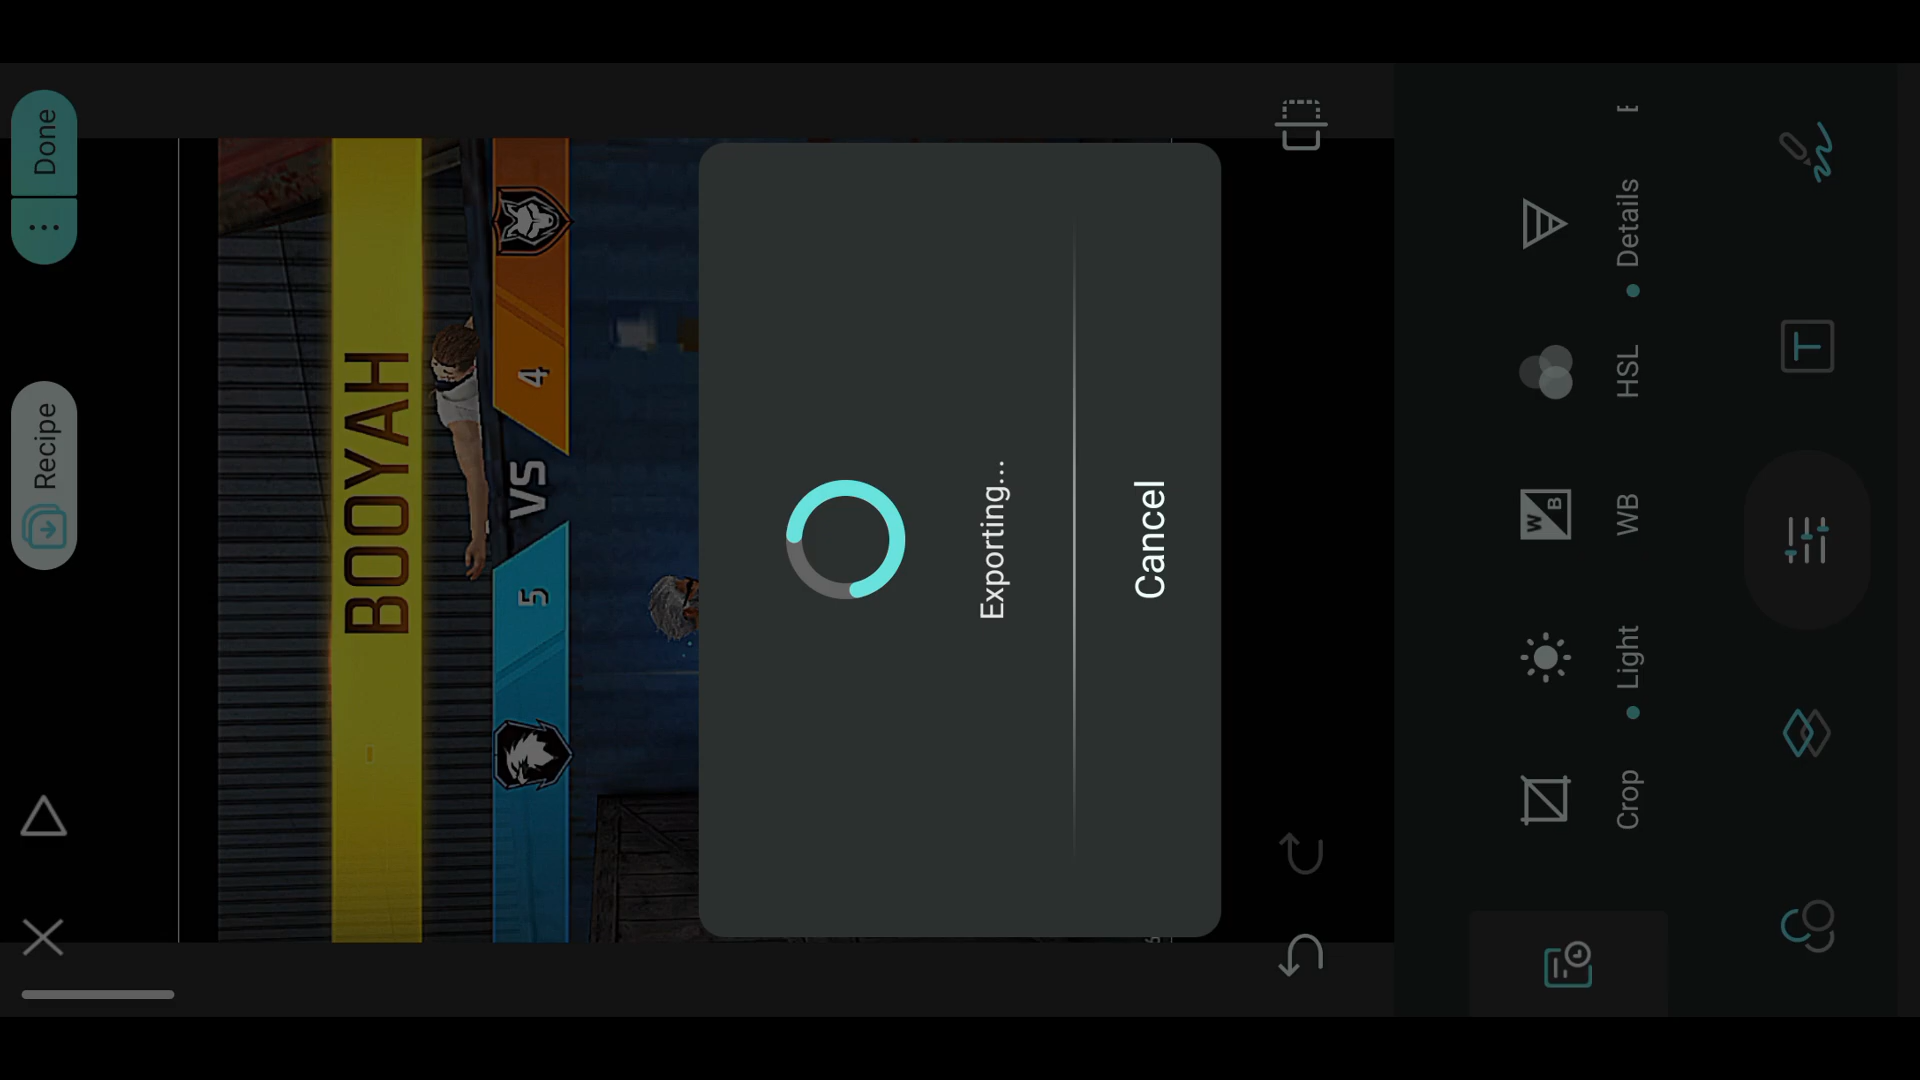 Done
Recipe
BOOYAH
4
VS
5
Exporting...
Cancel
Crop
Light
WB
HSL
Details
W B
T